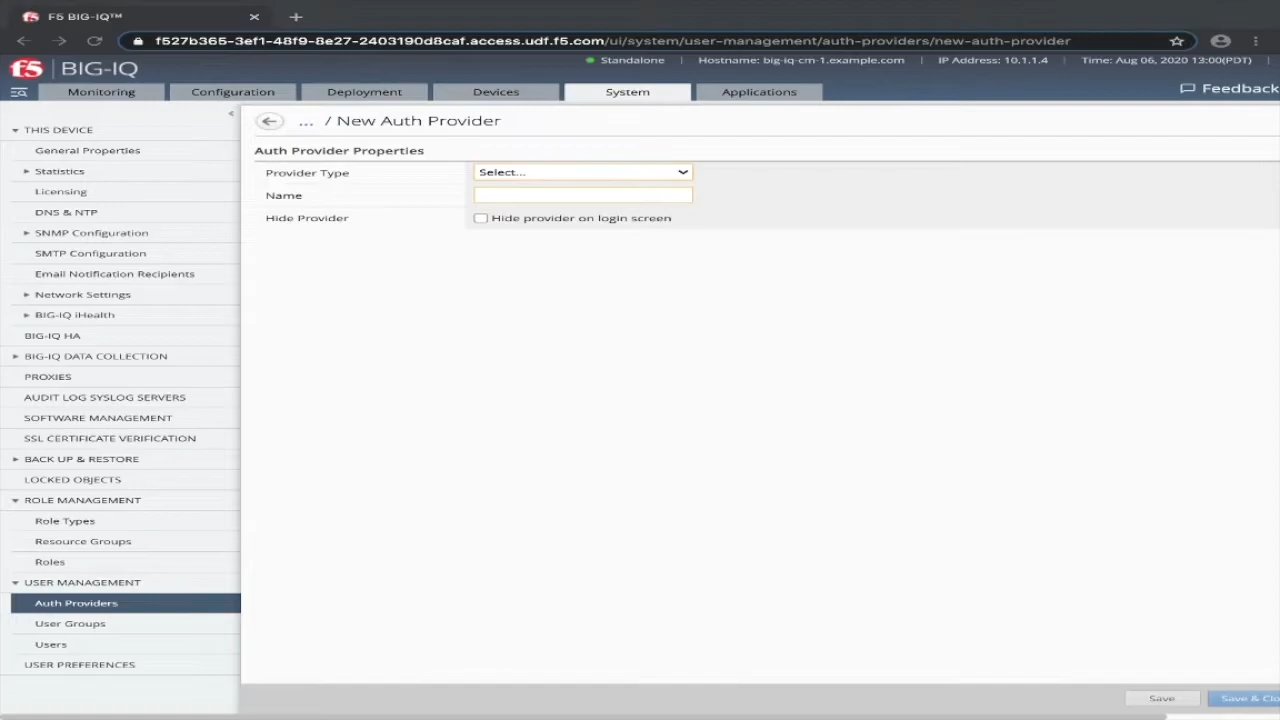 F5 BIG-IQ™
f527b365-3ef1-48f9-8e27-2403190d8caf.access.udf.f5.com/ui/system/user-management/auth-providers/new-auth-provider
f5 BIG-IQ
Standalone Hostname: big-iq-cm-1.example.com IP Address: 10.1.1.4 Time: Aug 06, 2020 13:00(PDT)
Monitoring Configuration Deployment Devices System Applications Feedback
... / New Auth Provider
THIS DEVICE
General Properties
Statistics
Licensing
DNS & NTP
SNMP Configuration
SMTP Configuration
Email Notification Recipients
Network Settings
BIG-IQ iHealth
BIG-IQ HA
BIG-IQ DATA COLLECTION
PROXIES
AUDIT LOG SYSLOG SERVERS
SOFTWARE MANAGEMENT
SSL CERTIFICATE VERIFICATION
BACK UP & RESTORE
LOCKED OBJECTS
ROLE MANAGEMENT
Role Types
Resource Groups
Roles
USER MANAGEMENT
Auth Providers
User Groups
Users
USER PREFERENCES
Auth Provider Properties
Provider Type Select...
Name
Hide Provider Hide provider on login screen
Save Save & Clo